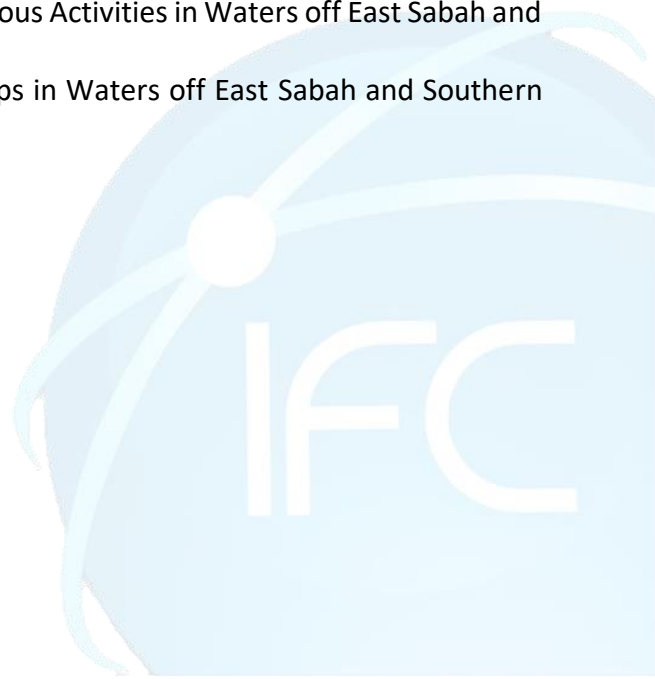 ous Activities in Waters off East Sabah and
ps in Waters off East Sabah and Southern
IFC